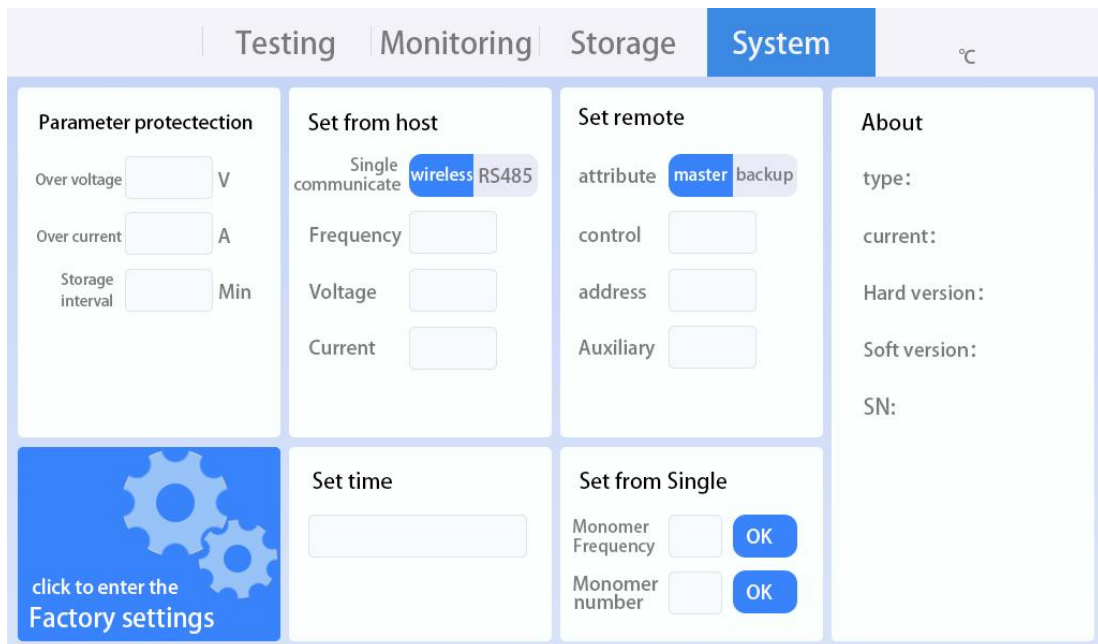 Testing
Monitoring
Storage
System
℃
Parameter protectection
Over voltage
V
Over current
A
Storage
interval
Min
Set from host
Single
communicate
wireless RS485
Frequency
Voltage
Current
Set remote
attribute
master backup
control
address
Auxiliary
About
type:
current:
Hard version:
Soft version:
SN:
click to enter the
Factory settings
Set time
Set from Single
Monomer
Frequency
OK
Monomer
number
OK